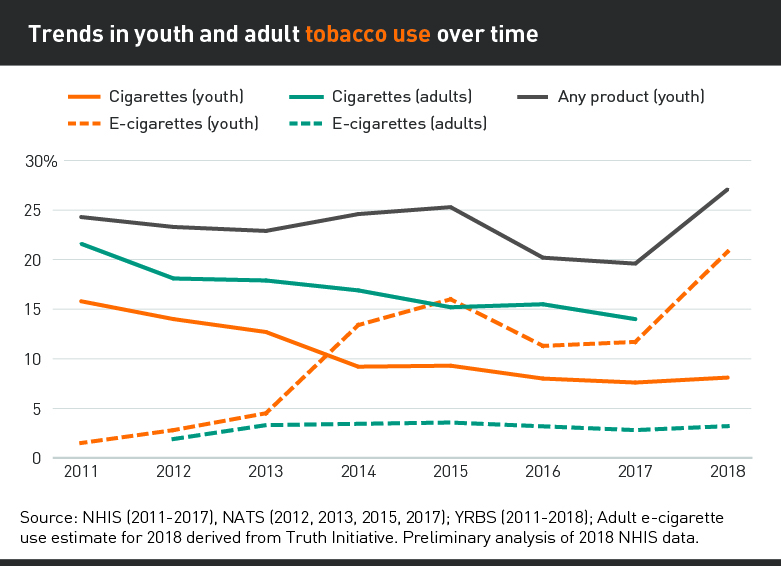 Trends in youth and adult tobacco use over time
Cigarettes (youth) Cigarettes (adults) Any product (youth)
E-cigarettes (youth) E-cigarettes (adults)
30%
25
20
15
10
5
0
2011 2012 2013 2014 2015 2016 2017 2018
Source: NHIS (2011-2017), NATS (2012, 2013, 2015, 2017); YRBS (2011-2018); Adult e-cigarette
use estimate for 2018 derived from Truth Initiative. Preliminary analysis of 2018 NHIS data.